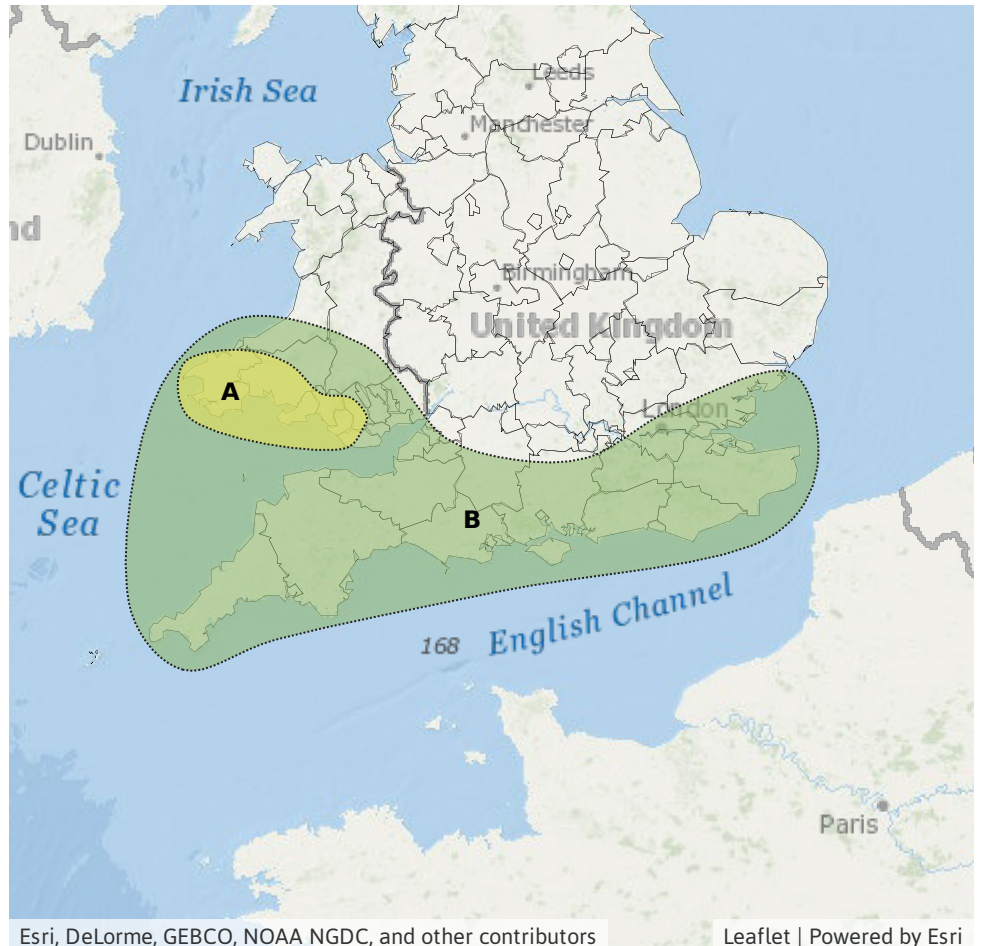 Leeds
Irish Sea
Manchester
Dublin
nd
Birmingham
United Kingdom
A
London
Celtic
Sea
B
English Channel
168
Paris
Esri, DeLorme, GEBCO, NOAA NGDC, and other contributors
Leaflet | Powered by Esri